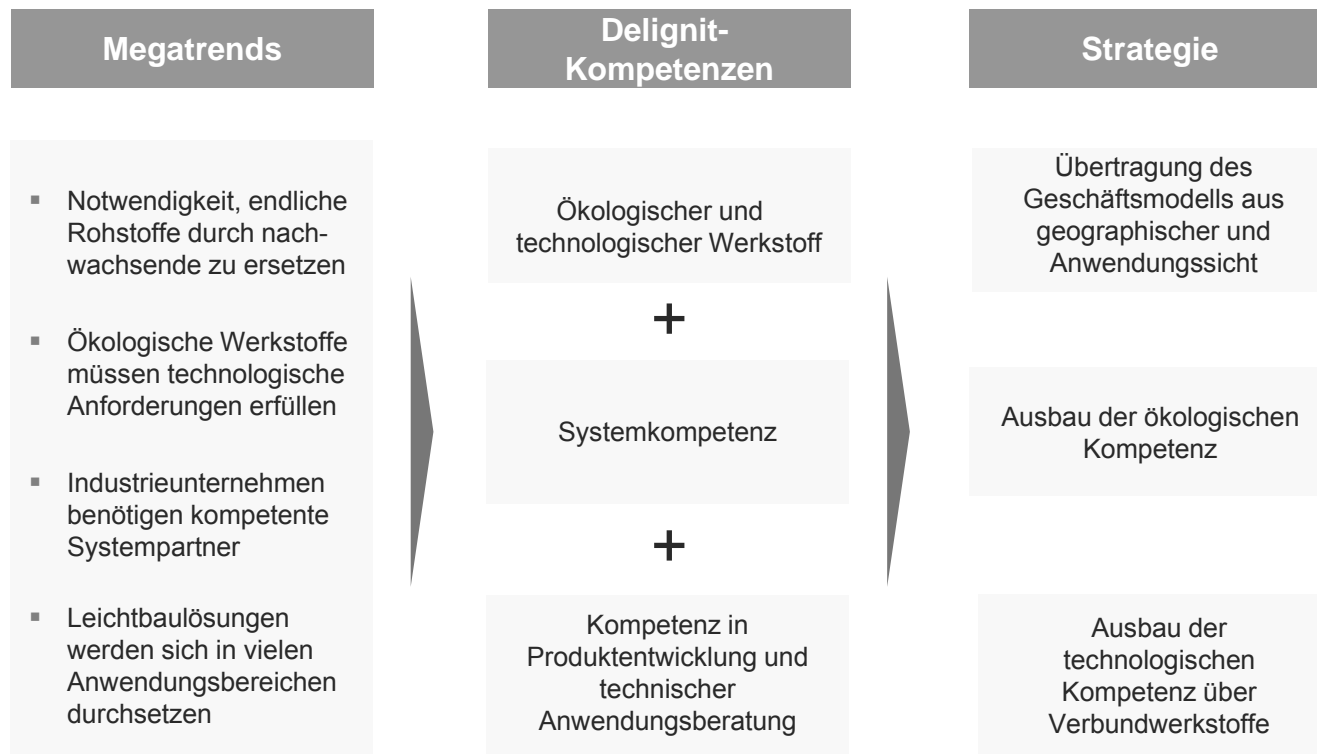 Megatrends
Notwendigkeit, endliche
Rohstoffe durch nach-
wachsende zu ersetzen
Ökologische Werkstoffe
müssen technologische
Anforderungen erfüllen
Industrieunternehmen
benötigen kompetente
Systempartner
Leichtbaulösungen
werden sich in vielen
Anwendungsbereichen
durchsetzen
Delignit-
Kompetenzen
Ökologischer und
technologischer Werkstoff
+
Systemkompetenz
+
Kompetenz in
Produktentwicklung und
technischer
Anwendungsberatung
Strategie
Übertragung des
Geschäftsmodells aus
geographischer und
Anwendungssicht
Ausbau der ökologischen
Kompetenz
Ausbau der
technologischen
Kompetenz über
Verbundwerkstoffe